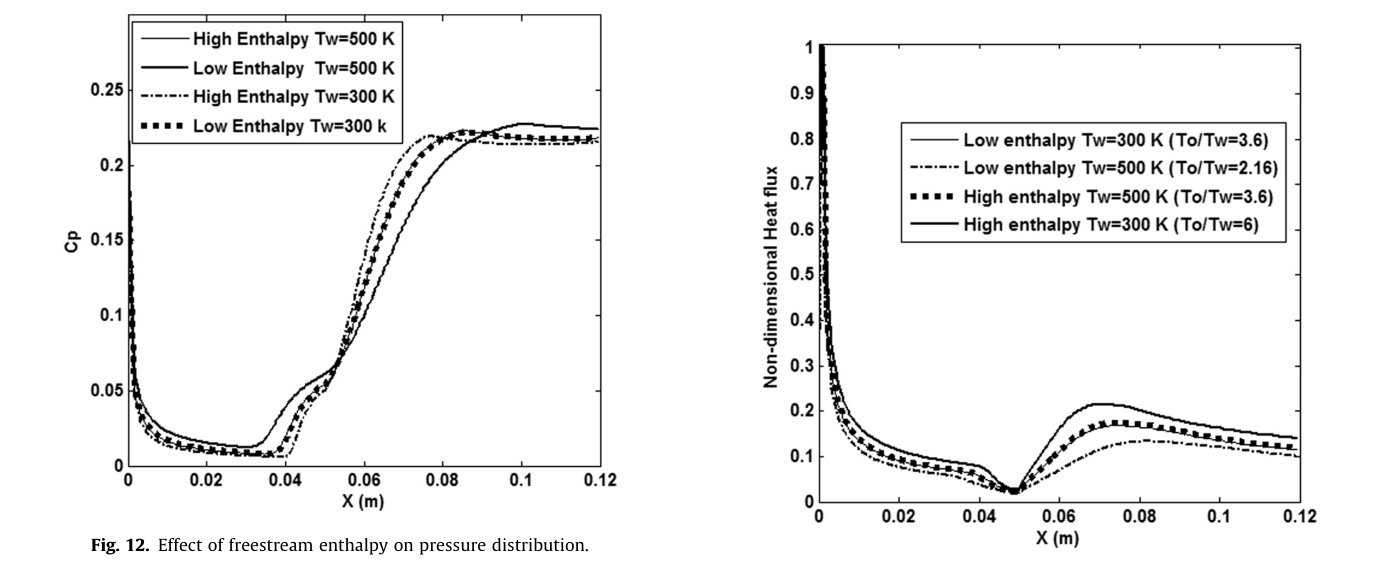 High Enthalpy Tw=500 K
Low Enthalpy Tw=500 K
High Enthalpy Tw=300 K
Low Enthalpy Tw=300 k
0.25
0.2
0.15
0.1
0.05
0
Cp
0 0.02 0.04 0.06 0.08 0.1 0.12
X (m)
Fig. 12. Effect of freestream enthalpy on pressure distribution.
1
0.9
0.8
0.7
0.6
0.5
0.4
0.3
0.2
0.1
0
Non-dimensional Heat flux
Low enthalpy Tw=300 K (To/Tw=3.6)
Low enthalpy Tw=500 K (To/Tw=2.16)
High enthalpy Tw=500 K (To/Tw=3.6)
High enthalpy Tw=300 K (To/Tw=6)
0 0.02 0.04 0.06 0.08 0.1 0.12
X (m)